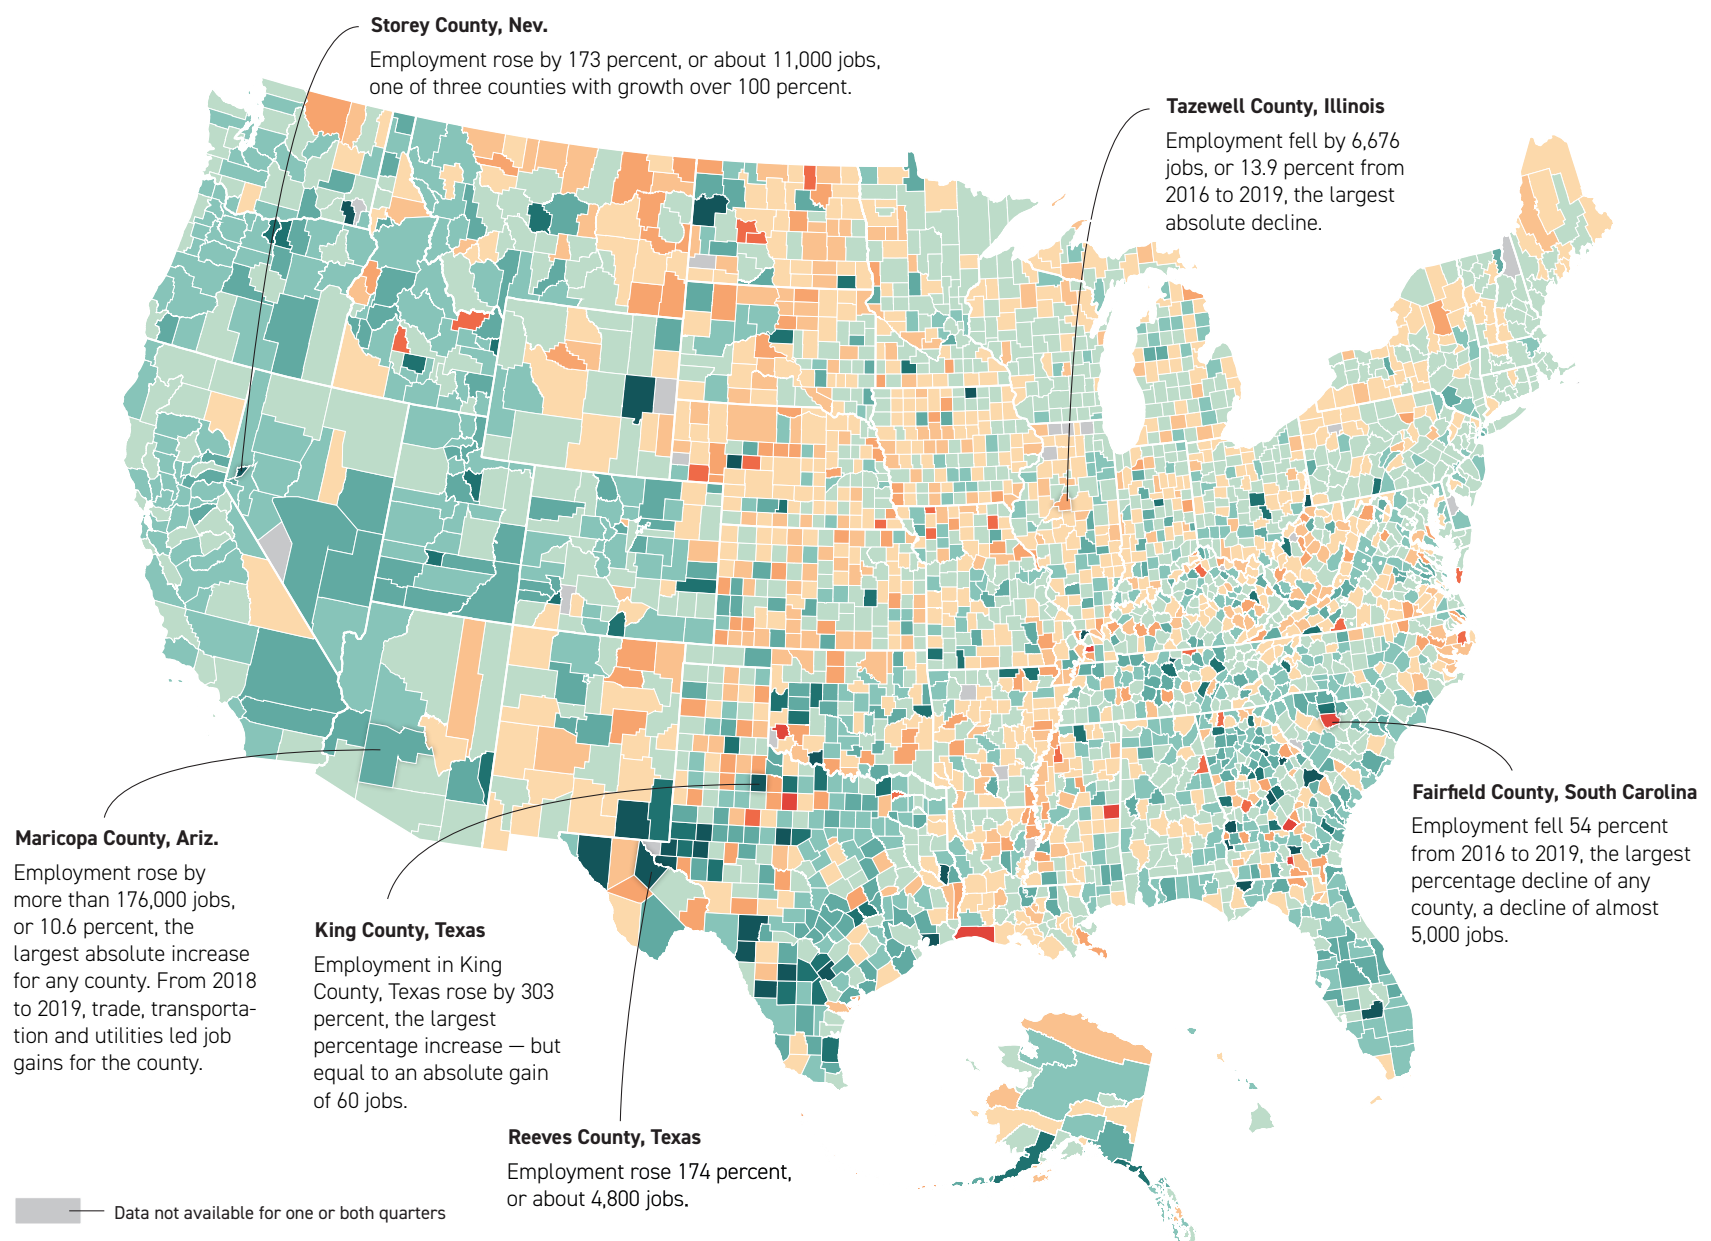 Storey County, Nev.
Employment rose by 173 percent, or about 11,000 jobs,
one of three counties with growth over 100 percent.
Tazewell County, Illinois
Employment fell by 6,676
jobs, or 13.9 percent from
2016 to 2019, the largest
absolute decline.
Maricopa County, Ariz.
Employment rose by
more than 176,000 jobs,
or 10.6 percent, the
largest absolute increase
for any county. From 2018
to 2019, trade, transporta-
tion and utilities led job
gains for the county.
King County, Texas
Employment in King
County, Texas rose by 303
percent, the largest
percentage increase — but
equal to an absolute gain
of 60 jobs.
Reeves County, Texas
Employment rose 174 percent,
or about 4,800 jobs.
Fairfield County, South Carolina
Employment fell 54 percent
from 2016 to 2019, the largest
percentage decline of any
county, a decline of almost
5,000 jobs.
Data not available for one or both quarters